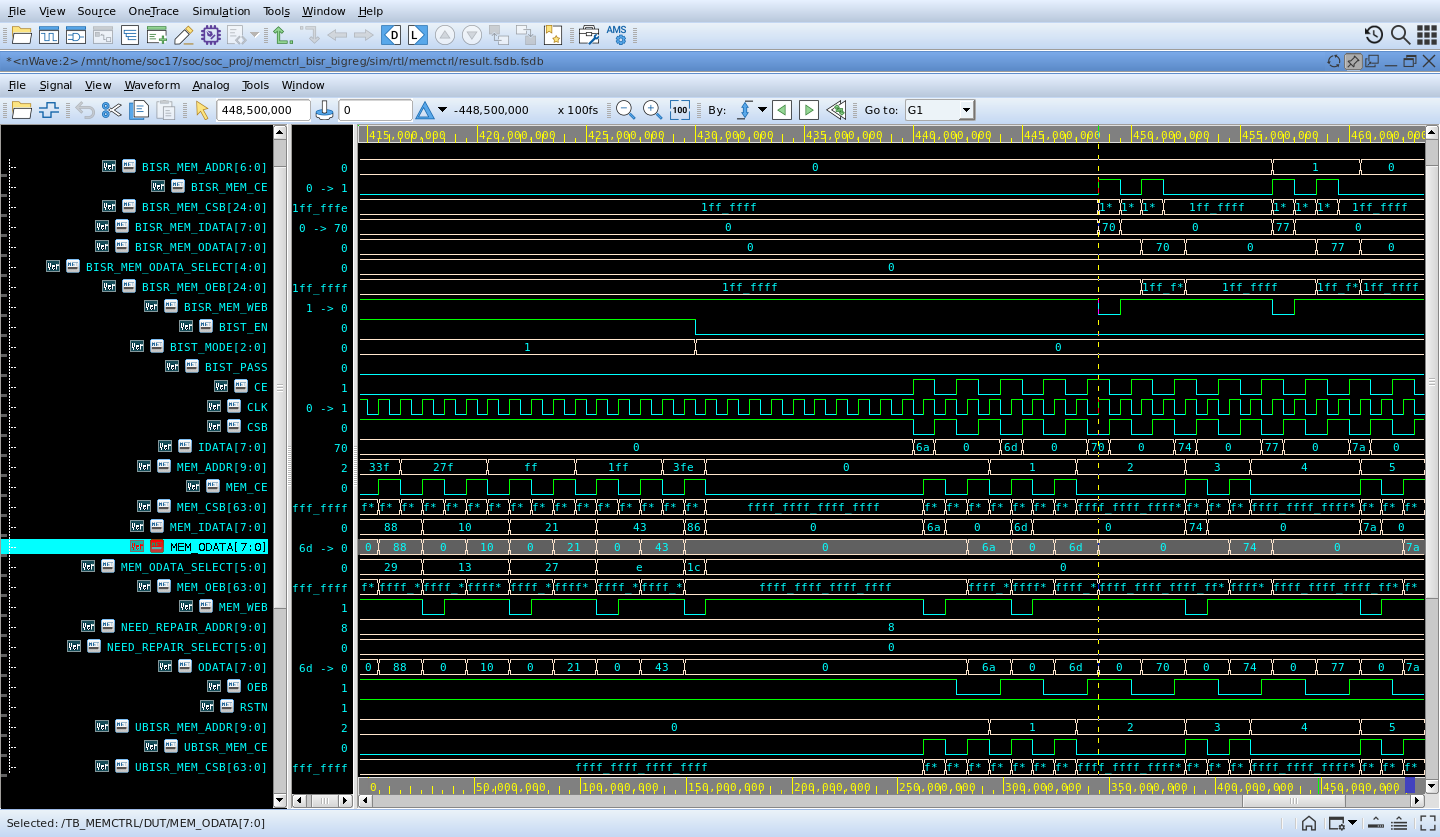 File View Source OneTrace Simulation Tools Window Help
D L AMS
*<nWave:2> /mnt/home/soc17/soc/soc_proj/memctrl_bisr_bigreg/sim/rtl/memctrl/result.fsdb.fsdb
File Signal View Waveform Analog Tools Window
448,500,000 0 -448,500,000 x 100fs 100 By: Go to: G1
415,000,000 420,000,000 425,000,000 430,000,000 435,000,000 440,000,000 445,000,000 450,000,000 455,000,000 460,000,000
BISR_MEM_ADDR[6:0] 0 0 1 0
BISR_MEM_CE 0 -> 1
BISR_MEM_CSB[24:0] 1ff_fffe 1ff_ffff 1* 1* 1* 1ff_ffff 1* 1* 1* 1ff_ffff
BISR_MEM_IDATA[7:0] 0 -> 70 0 70 0 77 0
BISR_MEM_ODATA[7:0] 0 0 70 0 77 0
BISR_MEM_ODATA_SELECT[4:0] 0 0
BISR_MEM_OEB[24:0] 1ff_ffff 1ff_ffff 1ff_f* 1ff_ffff 1ff_f* 1ff_ffff
BISR_MEM_WEB 1 -> 0
BIST_EN 0
BIST_MODE[2:0] 0 1 0
BIST_PASS 0
CE 1
CLK 0 -> 1
CSB 0
IDATA[7:0] 70 0 6a 0 6d 0 70 0 74 0 77 0 7a 0
MEM_ADDR[9:0] 2 33f 27f ff 1ff 3fe 0 1 2 3 4 5
MEM_CE 0
MEM_CSB[63:0] fff_ffff f* f* f* f* f* f* f* f* f* f* f* f* f* f* f* f* ffff_ffff_ffff_ffff f* f* f* f* f* f* f* f* ffff_ffff_ffff_ffff* f* f* f* ffff_ffff_ffff_ffff* f* f* f*
MEM_IDATA[7:0] 0 88 10 21 43 86 0 6a 0 6d 0 74 0 7a 0
MEM_ODATA[7:0] 6d -> 0 0 88 0 10 0 21 0 43 0 6a 0 6d 0 74 0 7a
MEM_ODATA_SELECT[5:0] 0 29 13 27 e 1c 0
MEM_OEB[63:0] fff_ffff f* ffff_* ffff_* ffff* ffff_* ffff* ffff_* ffff_* ffff_ffff_ffff_ffff ffff_* ffff* ffff_* ffff_ffff_ffff_ff* ffff* ffff_ffff_ffff_ff* f*
MEM_WEB 1
NEED_REPAIR_ADDR[9:0] 8 8
NEED_REPAIR_SELECT[5:0] 0 0
ODATA[7:0] 6d -> 0 0 88 0 10 0 21 0 43 0 6a 0 6d 0 70 0 74 0 77 0 7a
OEB 1
RSTN 1
UBISR_MEM_ADDR[9:0] 2 0 1 2 3 4 5
UBISR_MEM_CE 0
UBISR_MEM_CSB[63:0] fff_ffff ffff_ffff_ffff_ffff f* f* f* f* f* f* f* ffff_ffff_ffff* f* f* f* ffff_ffff_ffff* f* f* f*
0 50,000,000 100,000,000 150,000,000 200,000,000 250,000,000 300,000,000 350,000,000 400,000,000 450,000,000
Selected: /TB_MEMCTRL/DUT/MEM_ODATA[7:0]